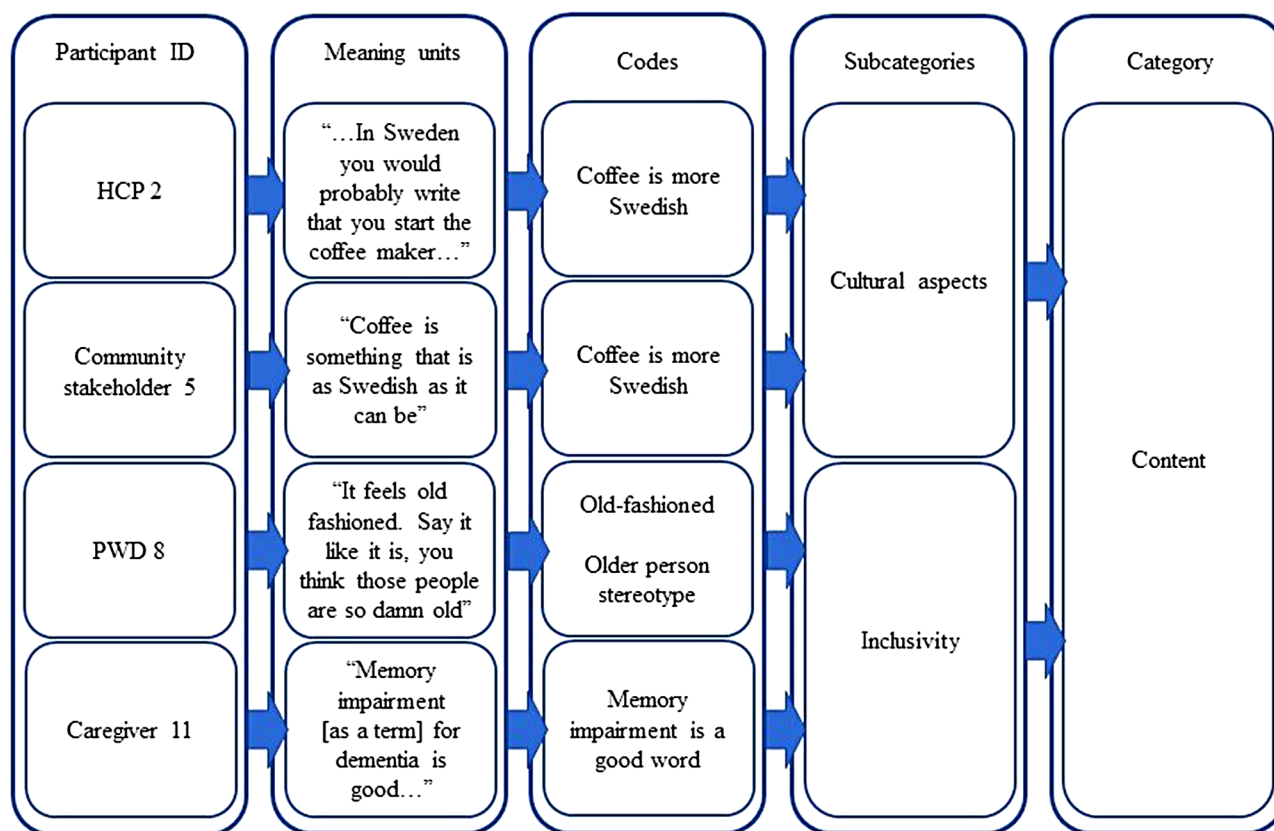 Participant ID
HCP 2
Community
stakeholder 5
PWD 8
Caregiver 11
Meaning units
“…In Sweden
you would
probably write
that you start the
coffee maker…”
“Coffee is
something that is
as Swedish as it
can be”
“It feels old
fashioned. Say it
like it is, you
think those people
are so damn old”
“Memory
impairment
[as a term] for
dementia is
good…”
Codes
Coffee is more
Swedish
Coffee is more
Swedish
Old-fashioned
Older person
stereotype
Memory
impairment is a
good word
Subcategories
Cultural aspects
Inclusivity
Category
Content